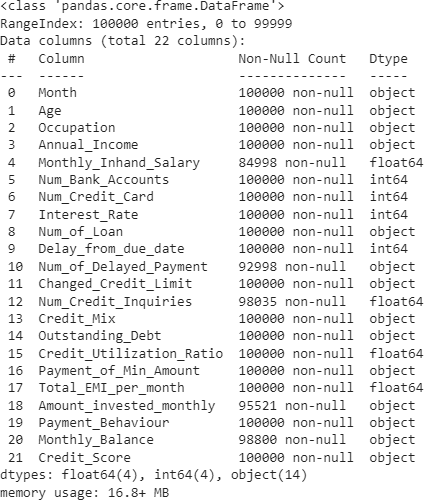 <class 'pandas.core.frame.DataFrame'>
RangeIndex: 100000 entries, 0 to 99999
Data columns (total 22 columns):
 #   Column                    Non-Null Count   Dtype
---  ------                    --------------   -----
 0   Month                     100000 non-null  object
 1   Age                       100000 non-null  object
 2   Occupation                100000 non-null  object
 3   Annual_Income             100000 non-null  object
 4   Monthly_Inhand_Salary     84998 non-null   float64
 5   Num_Bank_Accounts         100000 non-null  int64
 6   Num_Credit_Card           100000 non-null  int64
 7   Interest_Rate             100000 non-null  int64
 8   Num_of_Loan               100000 non-null  object
 9   Delay_from_due_date       100000 non-null  int64
 10  Num_of_Delayed_Payment    92998 non-null   object
 11  Changed_Credit_Limit      100000 non-null  object
 12  Num_Credit_Inquiries      98035 non-null   float64
 13  Credit_Mix                100000 non-null  object
 14  Outstanding_Debt          100000 non-null  object
 15  Credit_Utilization_Ratio  100000 non-null  float64
 16  Payment_of_Min_Amount     100000 non-null  object
 17  Total_EMI_per_month       100000 non-null  float64
 18  Amount_invested_monthly   95521 non-null   object
 19  Payment_Behaviour         100000 non-null  object
 20  Monthly_Balance           98800 non-null   object
 21  Credit_Score              100000 non-null  object
dtypes: float64(4), int64(4), object(14)
memory usage: 16.8+ MB